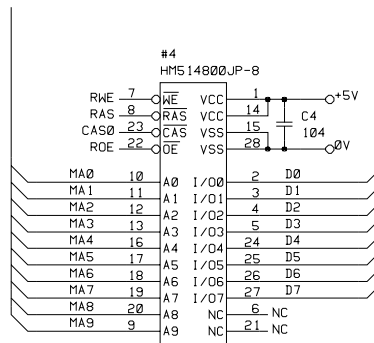 #4
HM514800JP-8
RWE 7 WE VCC 1 +5V
RAS 8 RAS VCC 14 C4
CAS0 23 CAS VSS 15 104
ROE 22 OE VSS 28 0V
MA0 10 A0 I/O0 2 D0
MA1 11 A1 I/O1 3 D1
MA2 12 A2 I/O2 4 D2
MA3 13 A3 I/O3 5 D3
MA4 16 A4 I/O4 24 D4
MA5 17 A5 I/O5 25 D5
MA6 18 A6 I/O6 26 D6
MA7 19 A7 I/O7 27 D7
MA8 20 A8 NC 6 NC
MA9 9 A9 NC 21 NC